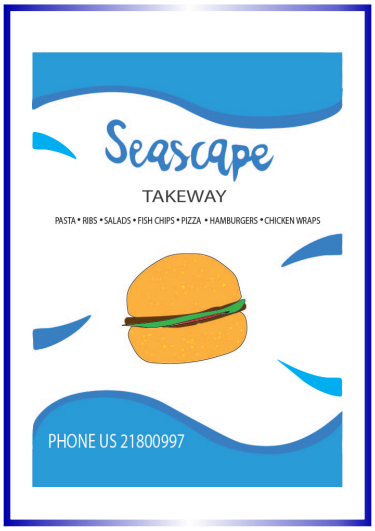 Seascape
TAKEWAY
PASTA • RIBS • SALADS • FISH CHIPS • PIZZA • HAMBURGERS • CHICKEN WRAPS
PHONE US 21800997